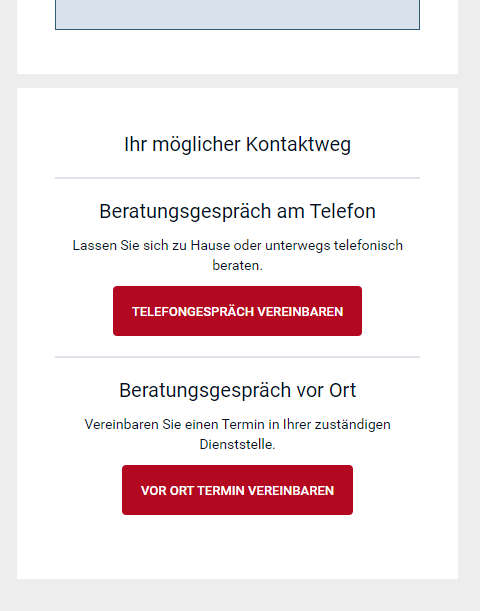 Ihr möglicher Kontaktweg
Beratungsgespräch am Telefon
Lassen Sie sich zu Hause oder unterwegs telefonisch
beraten.
TELEFONGESPRÄCH VEREINBAREN
Beratungsgespräch vor Ort
Vereinbaren Sie einen Termin in Ihrer zuständigen
Dienststelle.
VOR ORT TERMIN VEREINBAREN